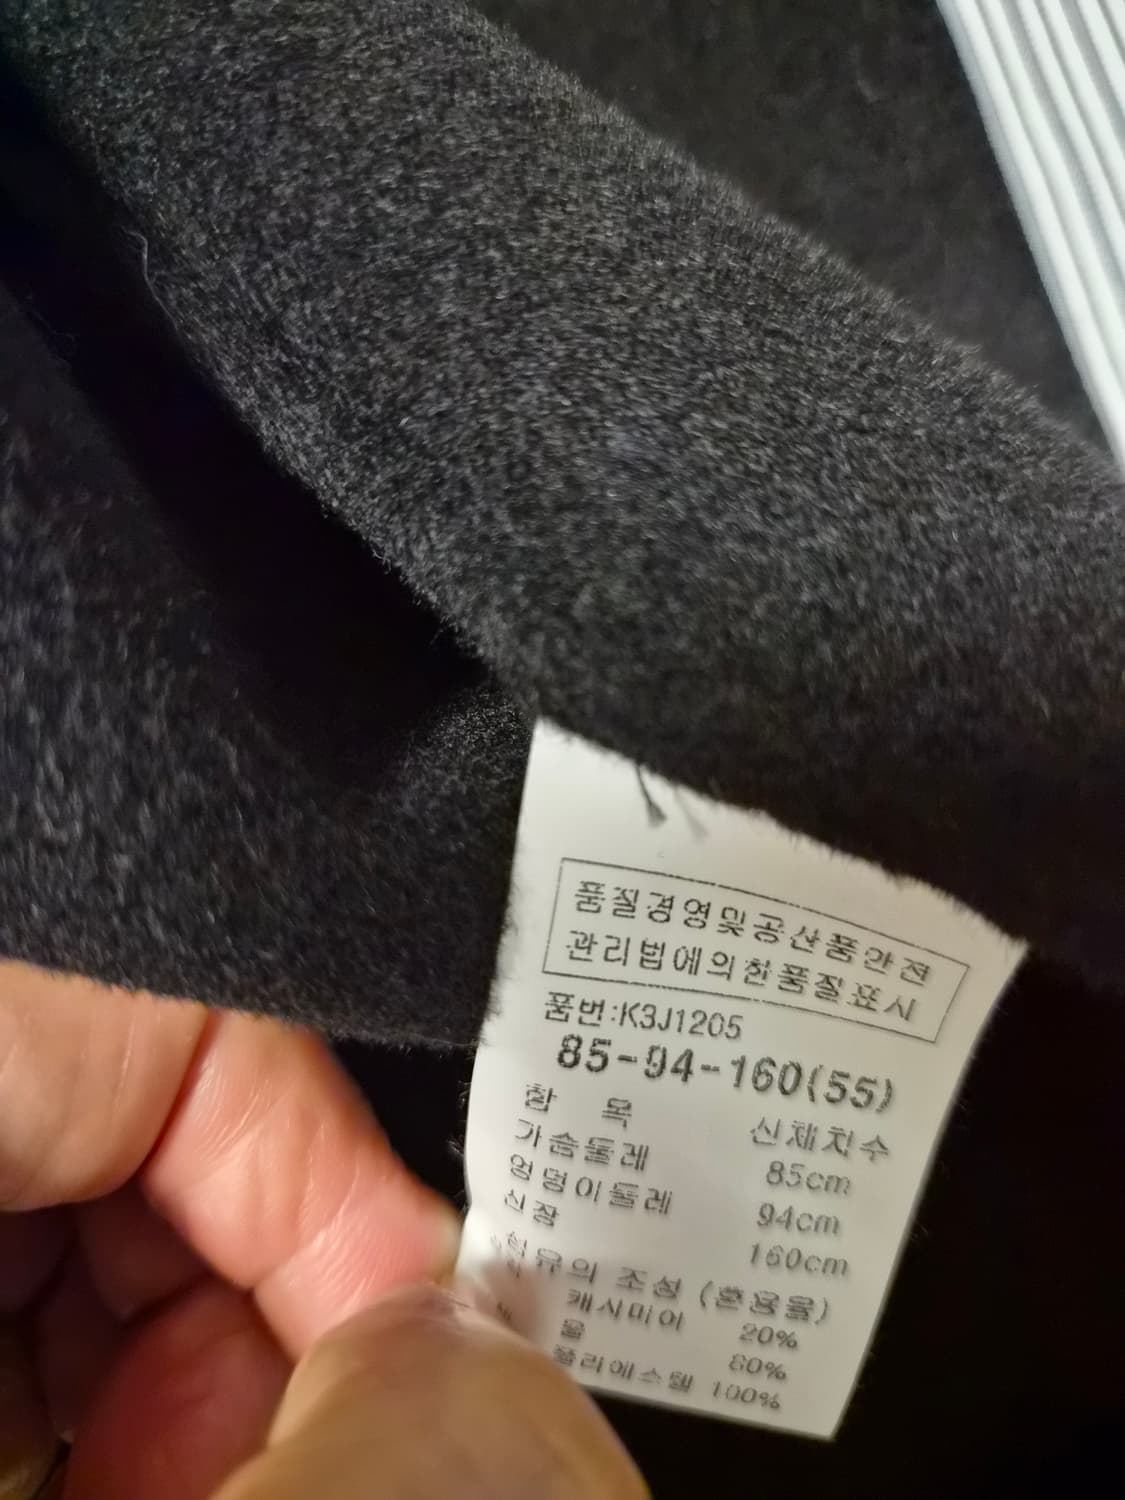 품질경영및공산품안전
관리법에의한품질표시
품번:K3J1205
85-94-160(55)
항 목 신체치수
가슴둘레 85cm
엉덩이둘레 94cm
신장 160cm
섬유의 조성 (혼용율)
캐시미어 20%
울 80%
폴리에스텔 100%